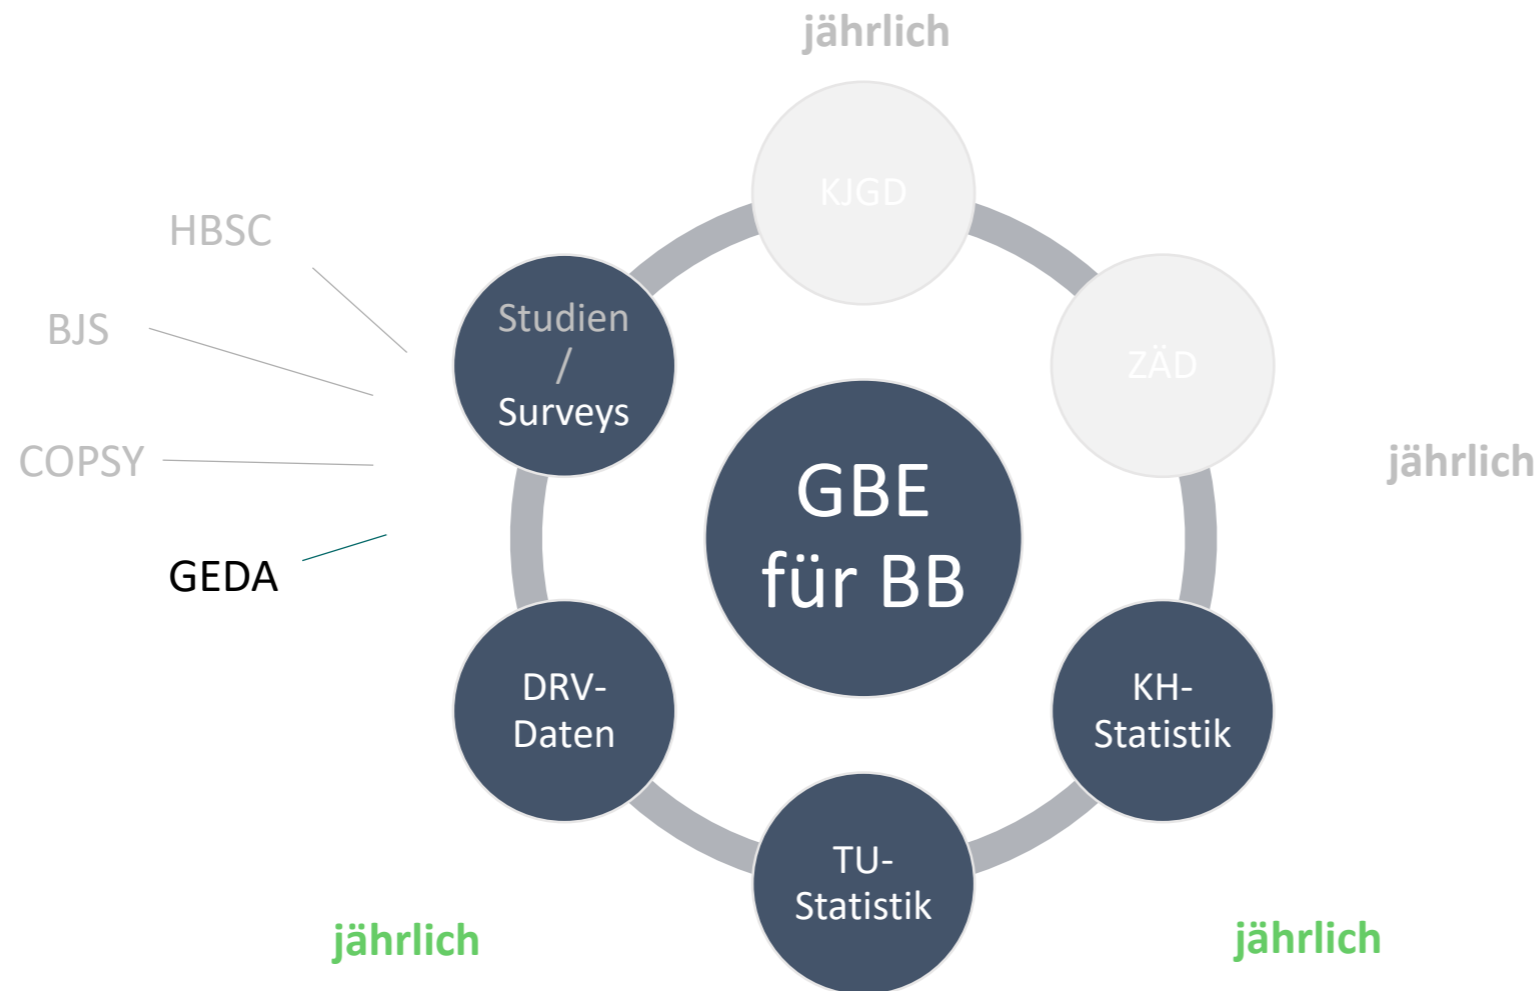 jährlich
KJGD
HBSC
BJS
COPSY
GEDA
Studien
/
Surveys
ZÄD
jährlich
GBE
für BB
DRV-
Daten
KH-
Statistik
TU-
Statistik
jährlich
jährlich